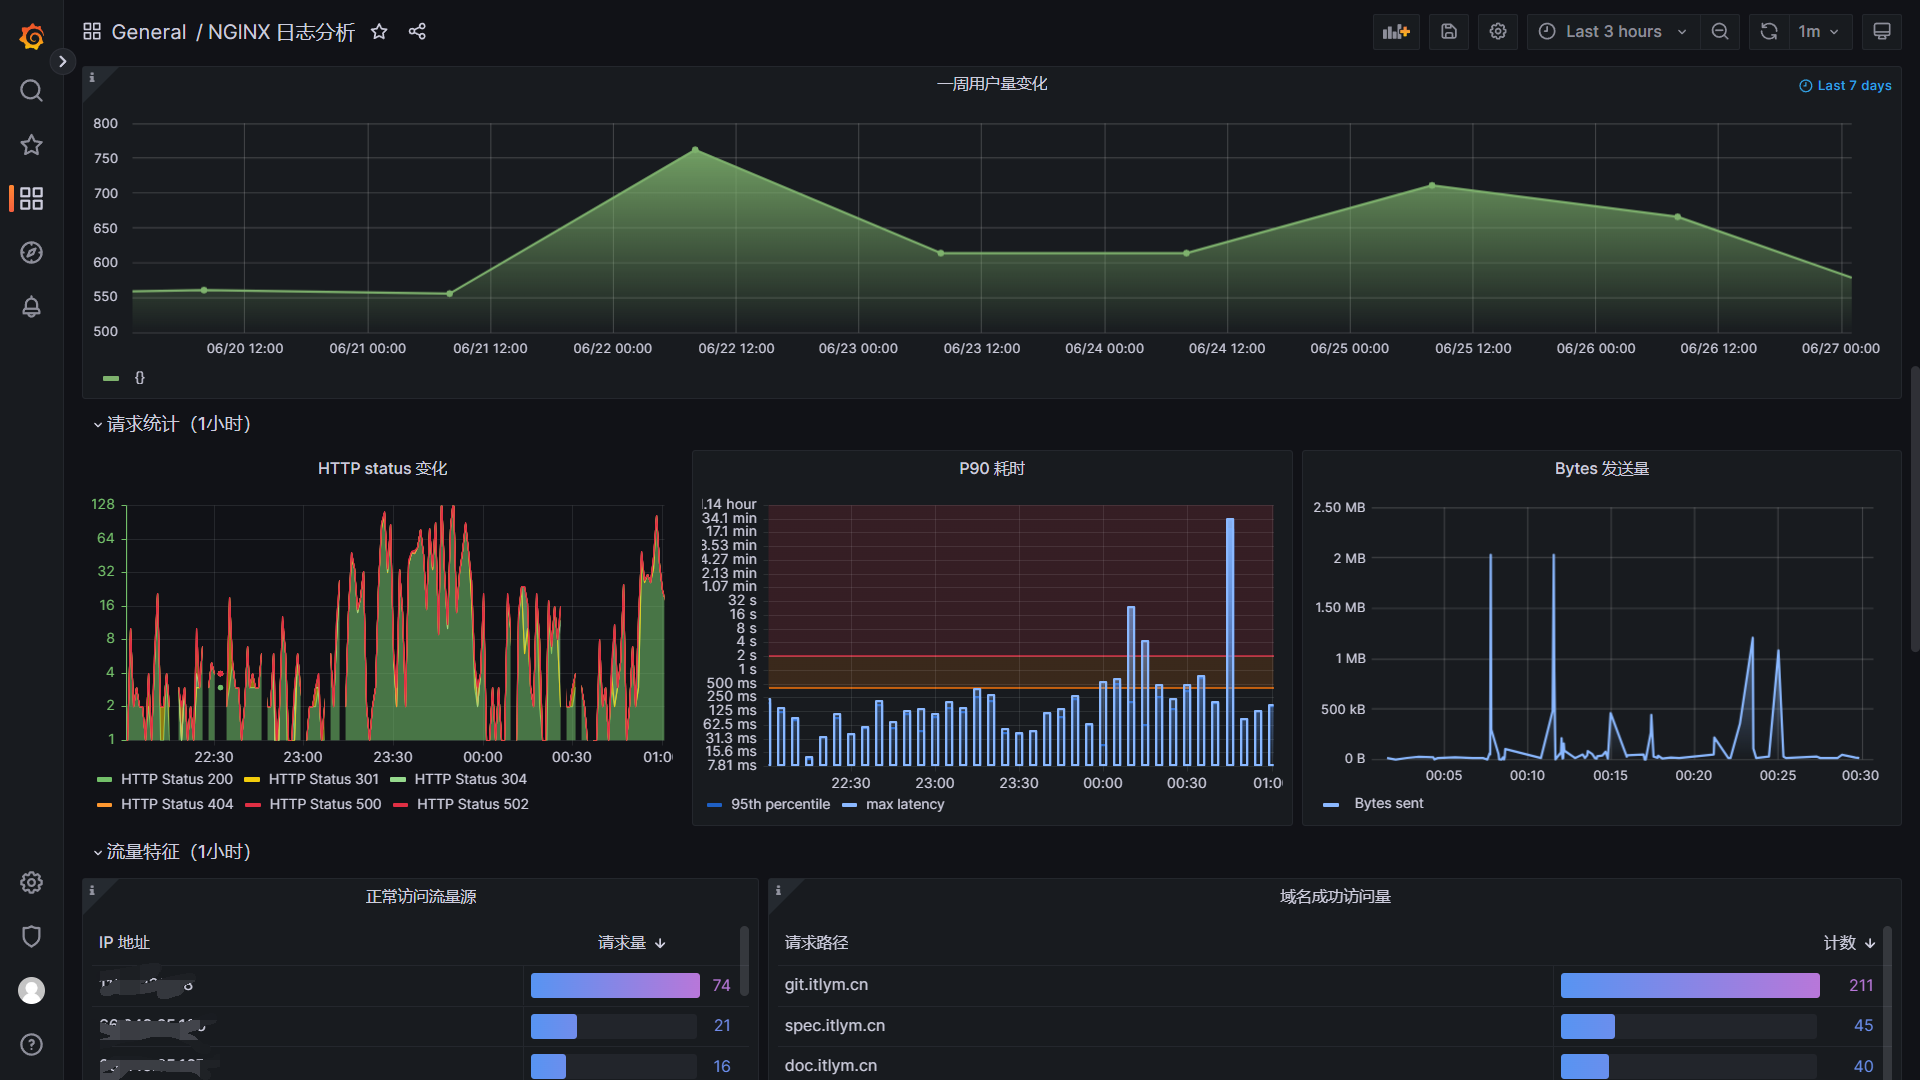 General / NGINX 日志分析
Last 3 hours
1m
一周用户量变化
Last 7 days
800
750
700
650
600
550
500
06/20 12:00 06/21 00:00 06/21 12:00 06/22 00:00 06/22 12:00 06/23 00:00 06/23 12:00 06/24 00:00 06/24 12:00 06/25 00:00 06/25 12:00 06/26 00:00 06/26 12:00 06/27 00:00
{}
请求统计（1小时）
HTTP status 变化
128
64
32
16
8
4
2
1
22:30 23:00 23:30 00:00 00:30 01:0
HTTP Status 200 HTTP Status 301 HTTP Status 304
HTTP Status 404 HTTP Status 500 HTTP Status 502
P90 耗时
.14 hour
34.1 min
17.1 min
8.53 min
4.27 min
2.13 min
1.07 min
32 s
16 s
8 s
4 s
2 s
1 s
500 ms
250 ms
125 ms
62.5 ms
31.3 ms
15.6 ms
7.81 ms
22:30 23:00 23:30 00:00 00:30 01:0
95th percentile max latency
Bytes 发送量
2.50 MB
2 MB
1.50 MB
1 MB
500 kB
0 B
00:05 00:10 00:15 00:20 00:25 00:30
Bytes sent
流量特征（1小时）
正常访问流量源
IP 地址 请求量
74
21
16
域名成功访问量
请求路径 计数
git.itlym.cn 211
spec.itlym.cn 45
doc.itlym.cn 40